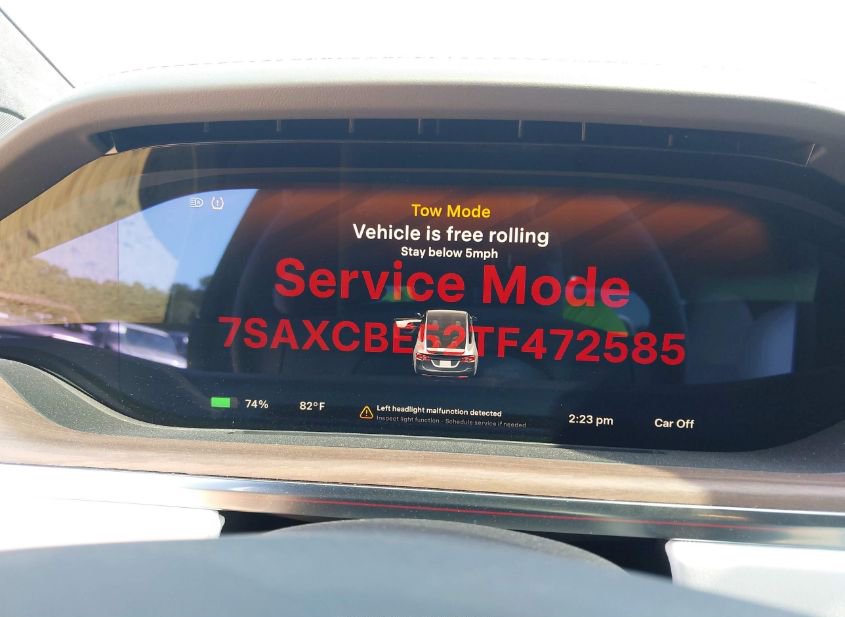 Tow Mode
Vehicle is free rolling
Stay below 5mph
Service Mode
7SAXCBE52TF472585
74%
82°F
Left headlight malfunction detected
Inspect light function - Schedule service if needed
2:23 pm
Car Off